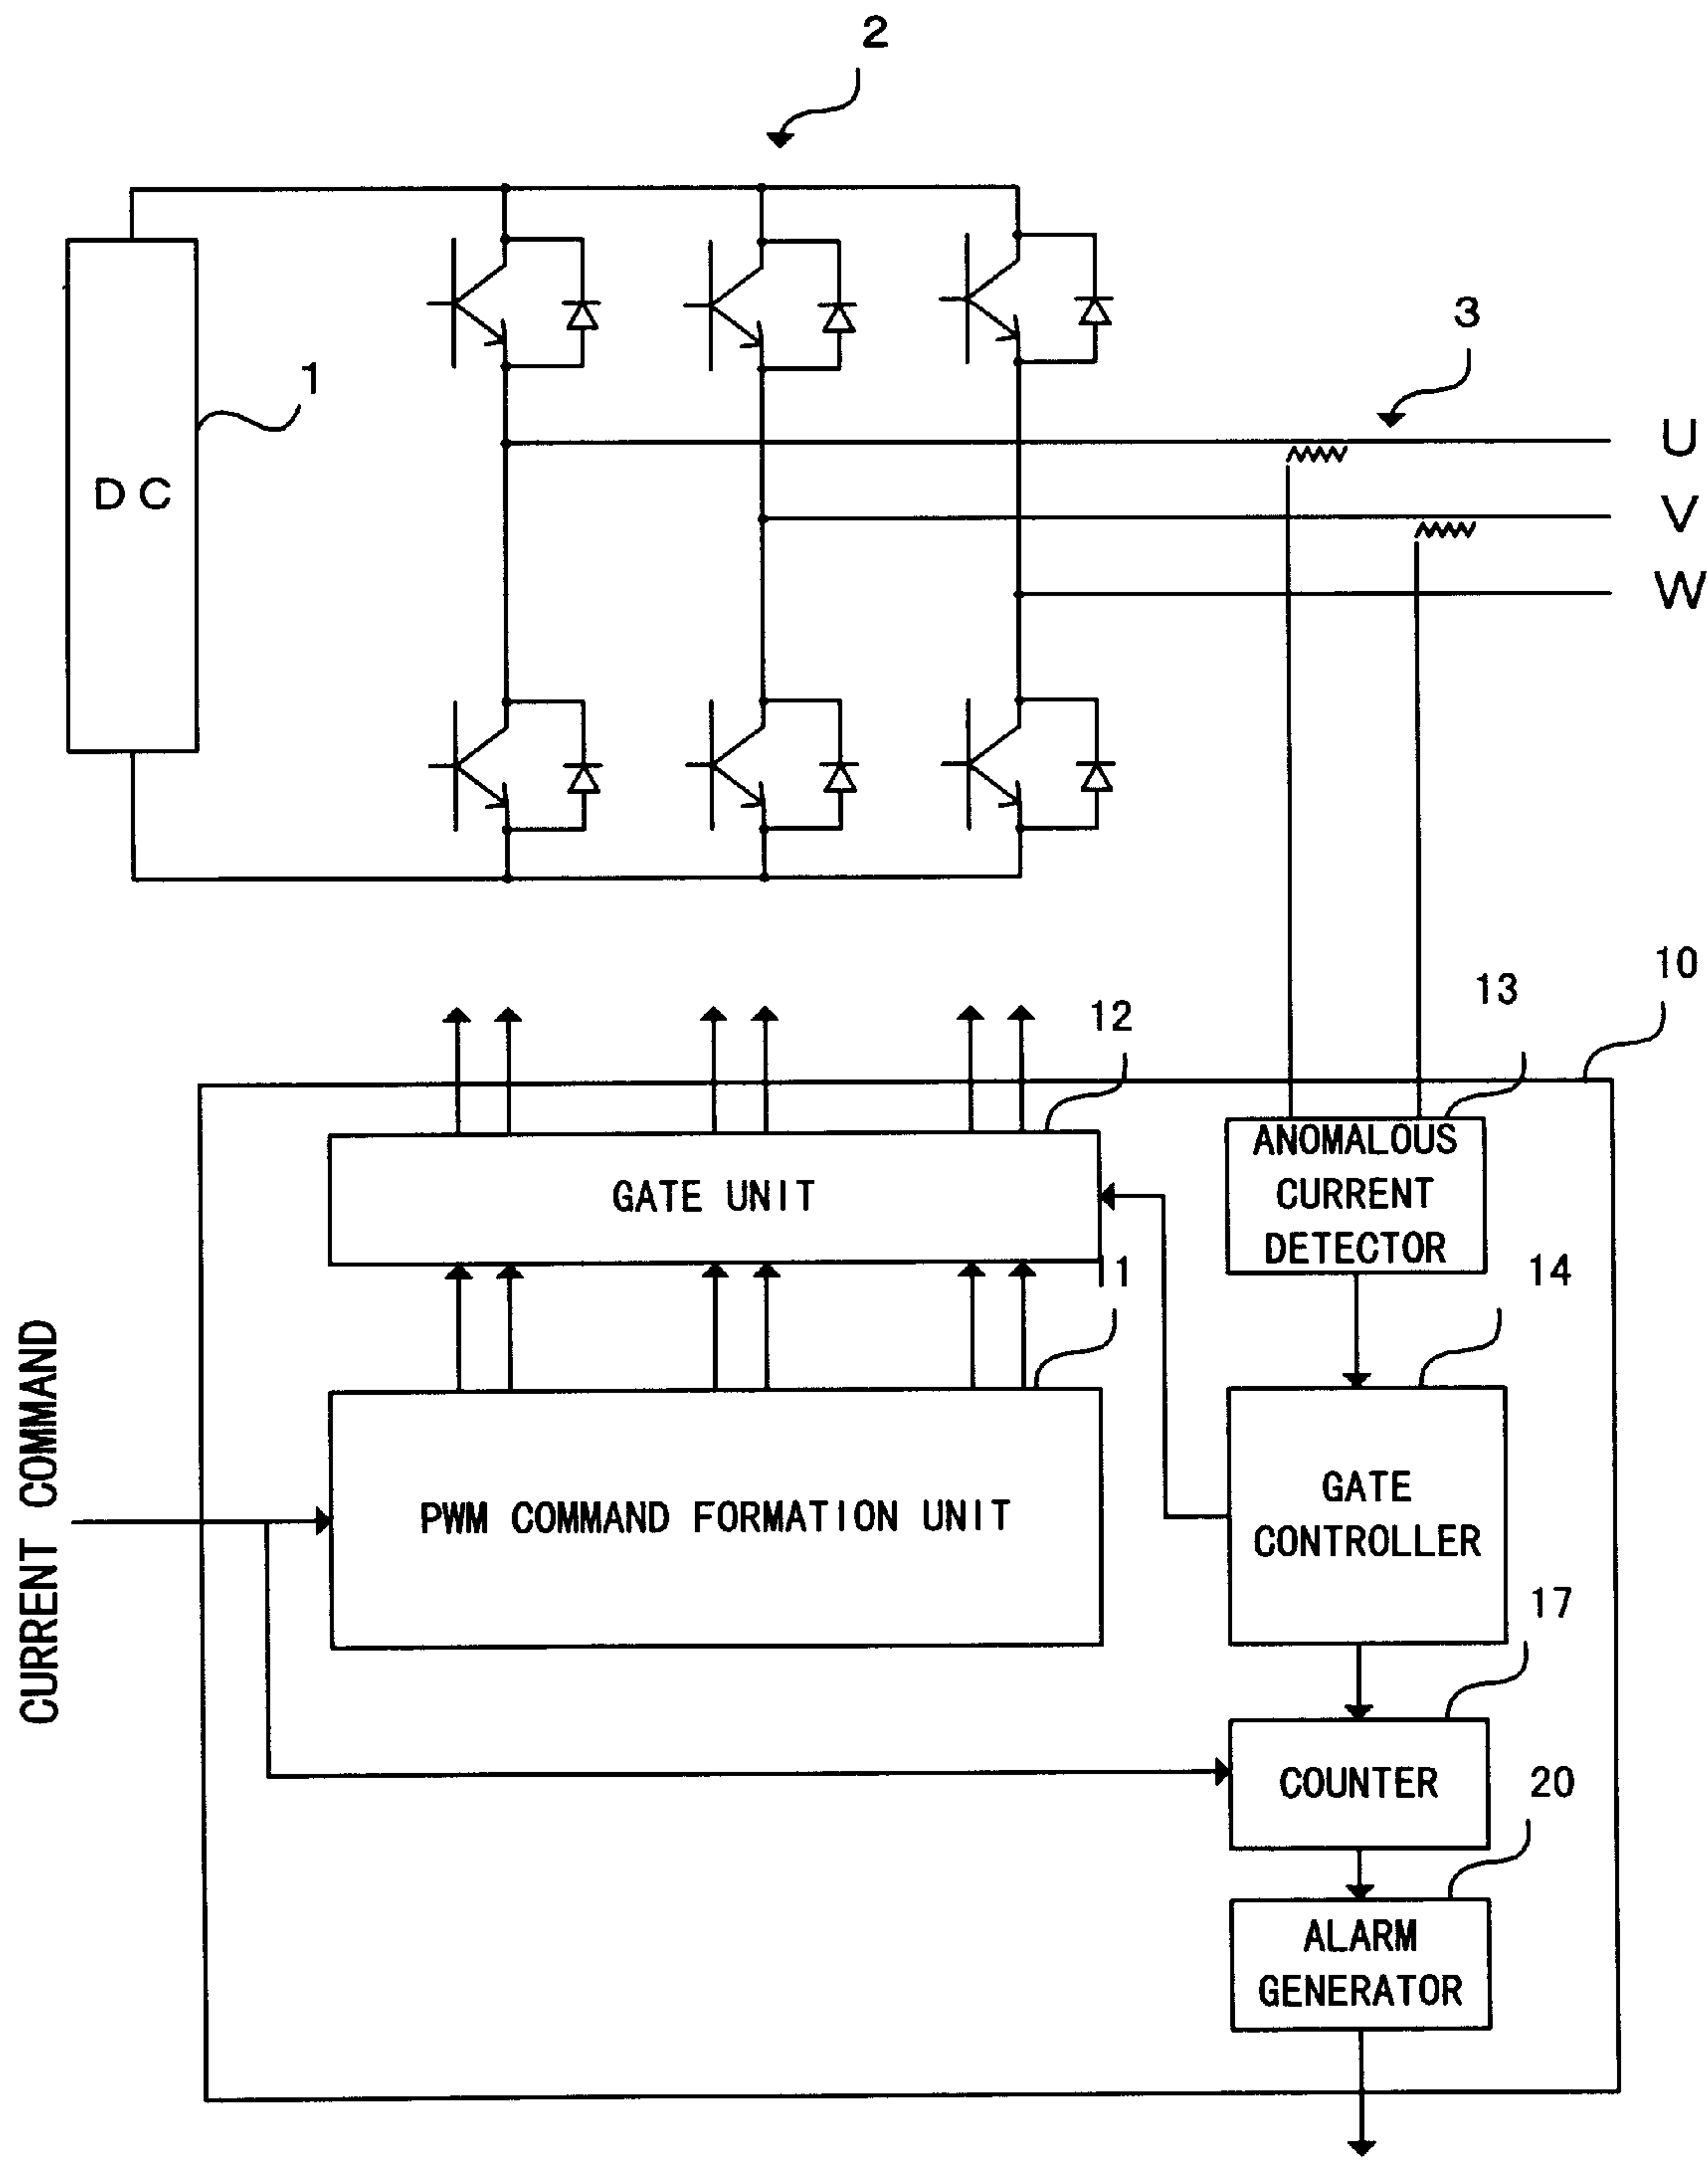 2
1
3
DC
U
V
W
10
13
12
ANOMALOUS
CURRENT
DETECTOR
GATE UNIT
11
14
CURRENT COMMAND
PWM COMMAND FORMATION UNIT
GATE
CONTROLLER
17
COUNTER
20
ALARM
GENERATOR